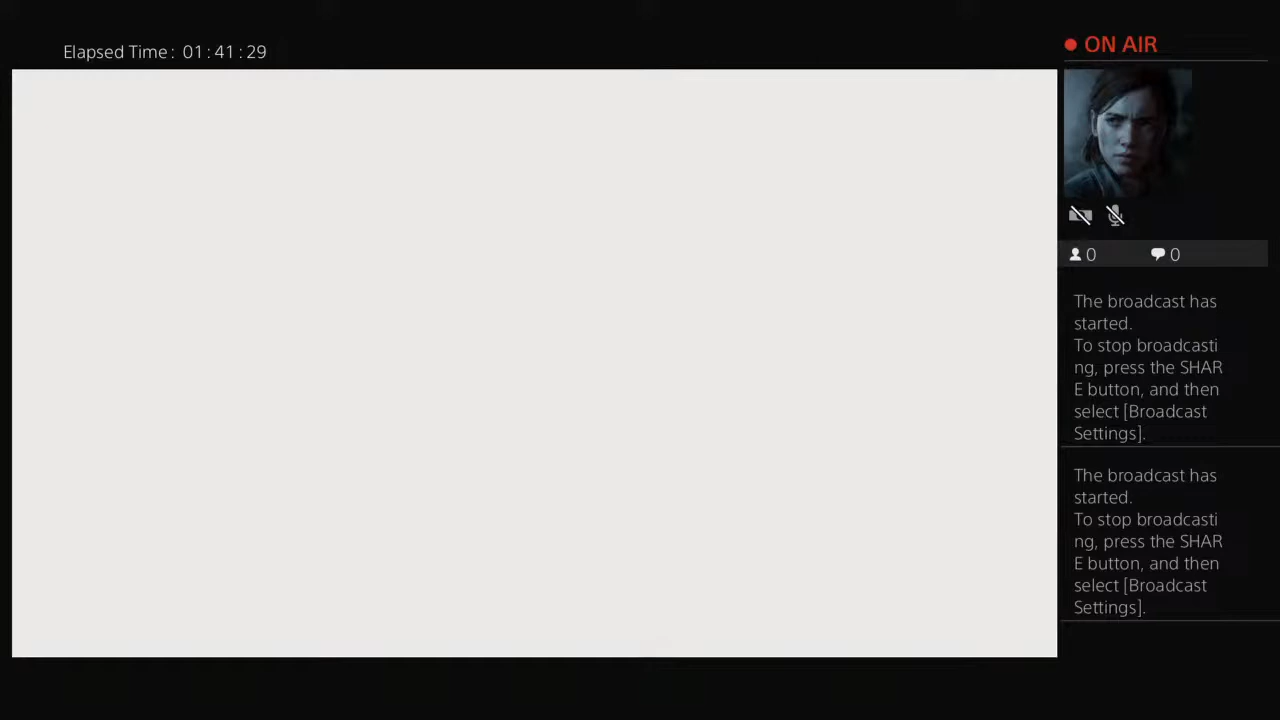 Elapsed Time: 01:41:29
ON AIR
0 0
The broadcast has
started.
To stop broadcasti
ng, press the SHAR
E button, and then
select [Broadcast
Settings].
The broadcast has
started.
To stop broadcasti
ng, press the SHAR
E button, and then
select [Broadcast
Settings].